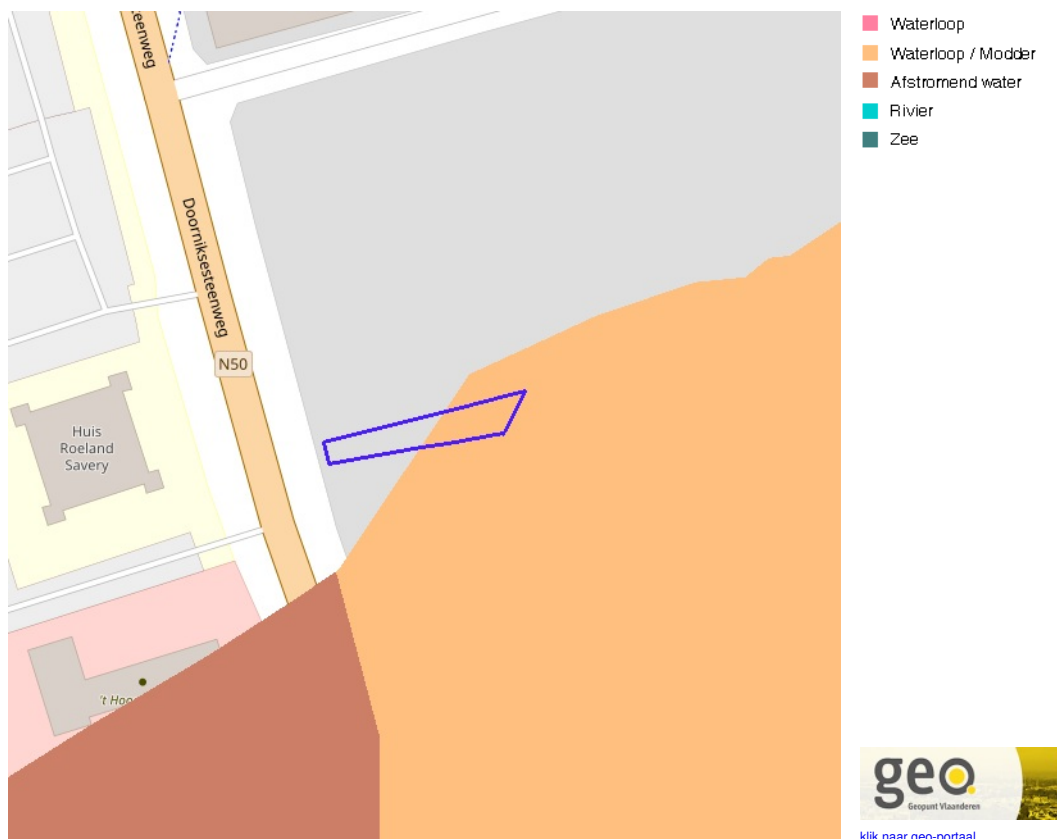 teenweg
Doorniksesteenweg
N50
Huis
Roeland
Savery
't Hoo
Waterloop
Waterloop / Modder
Afstromend water
Rivier
Zee
geo
Geopunt Vlaanderen
klik naar geo-portaal